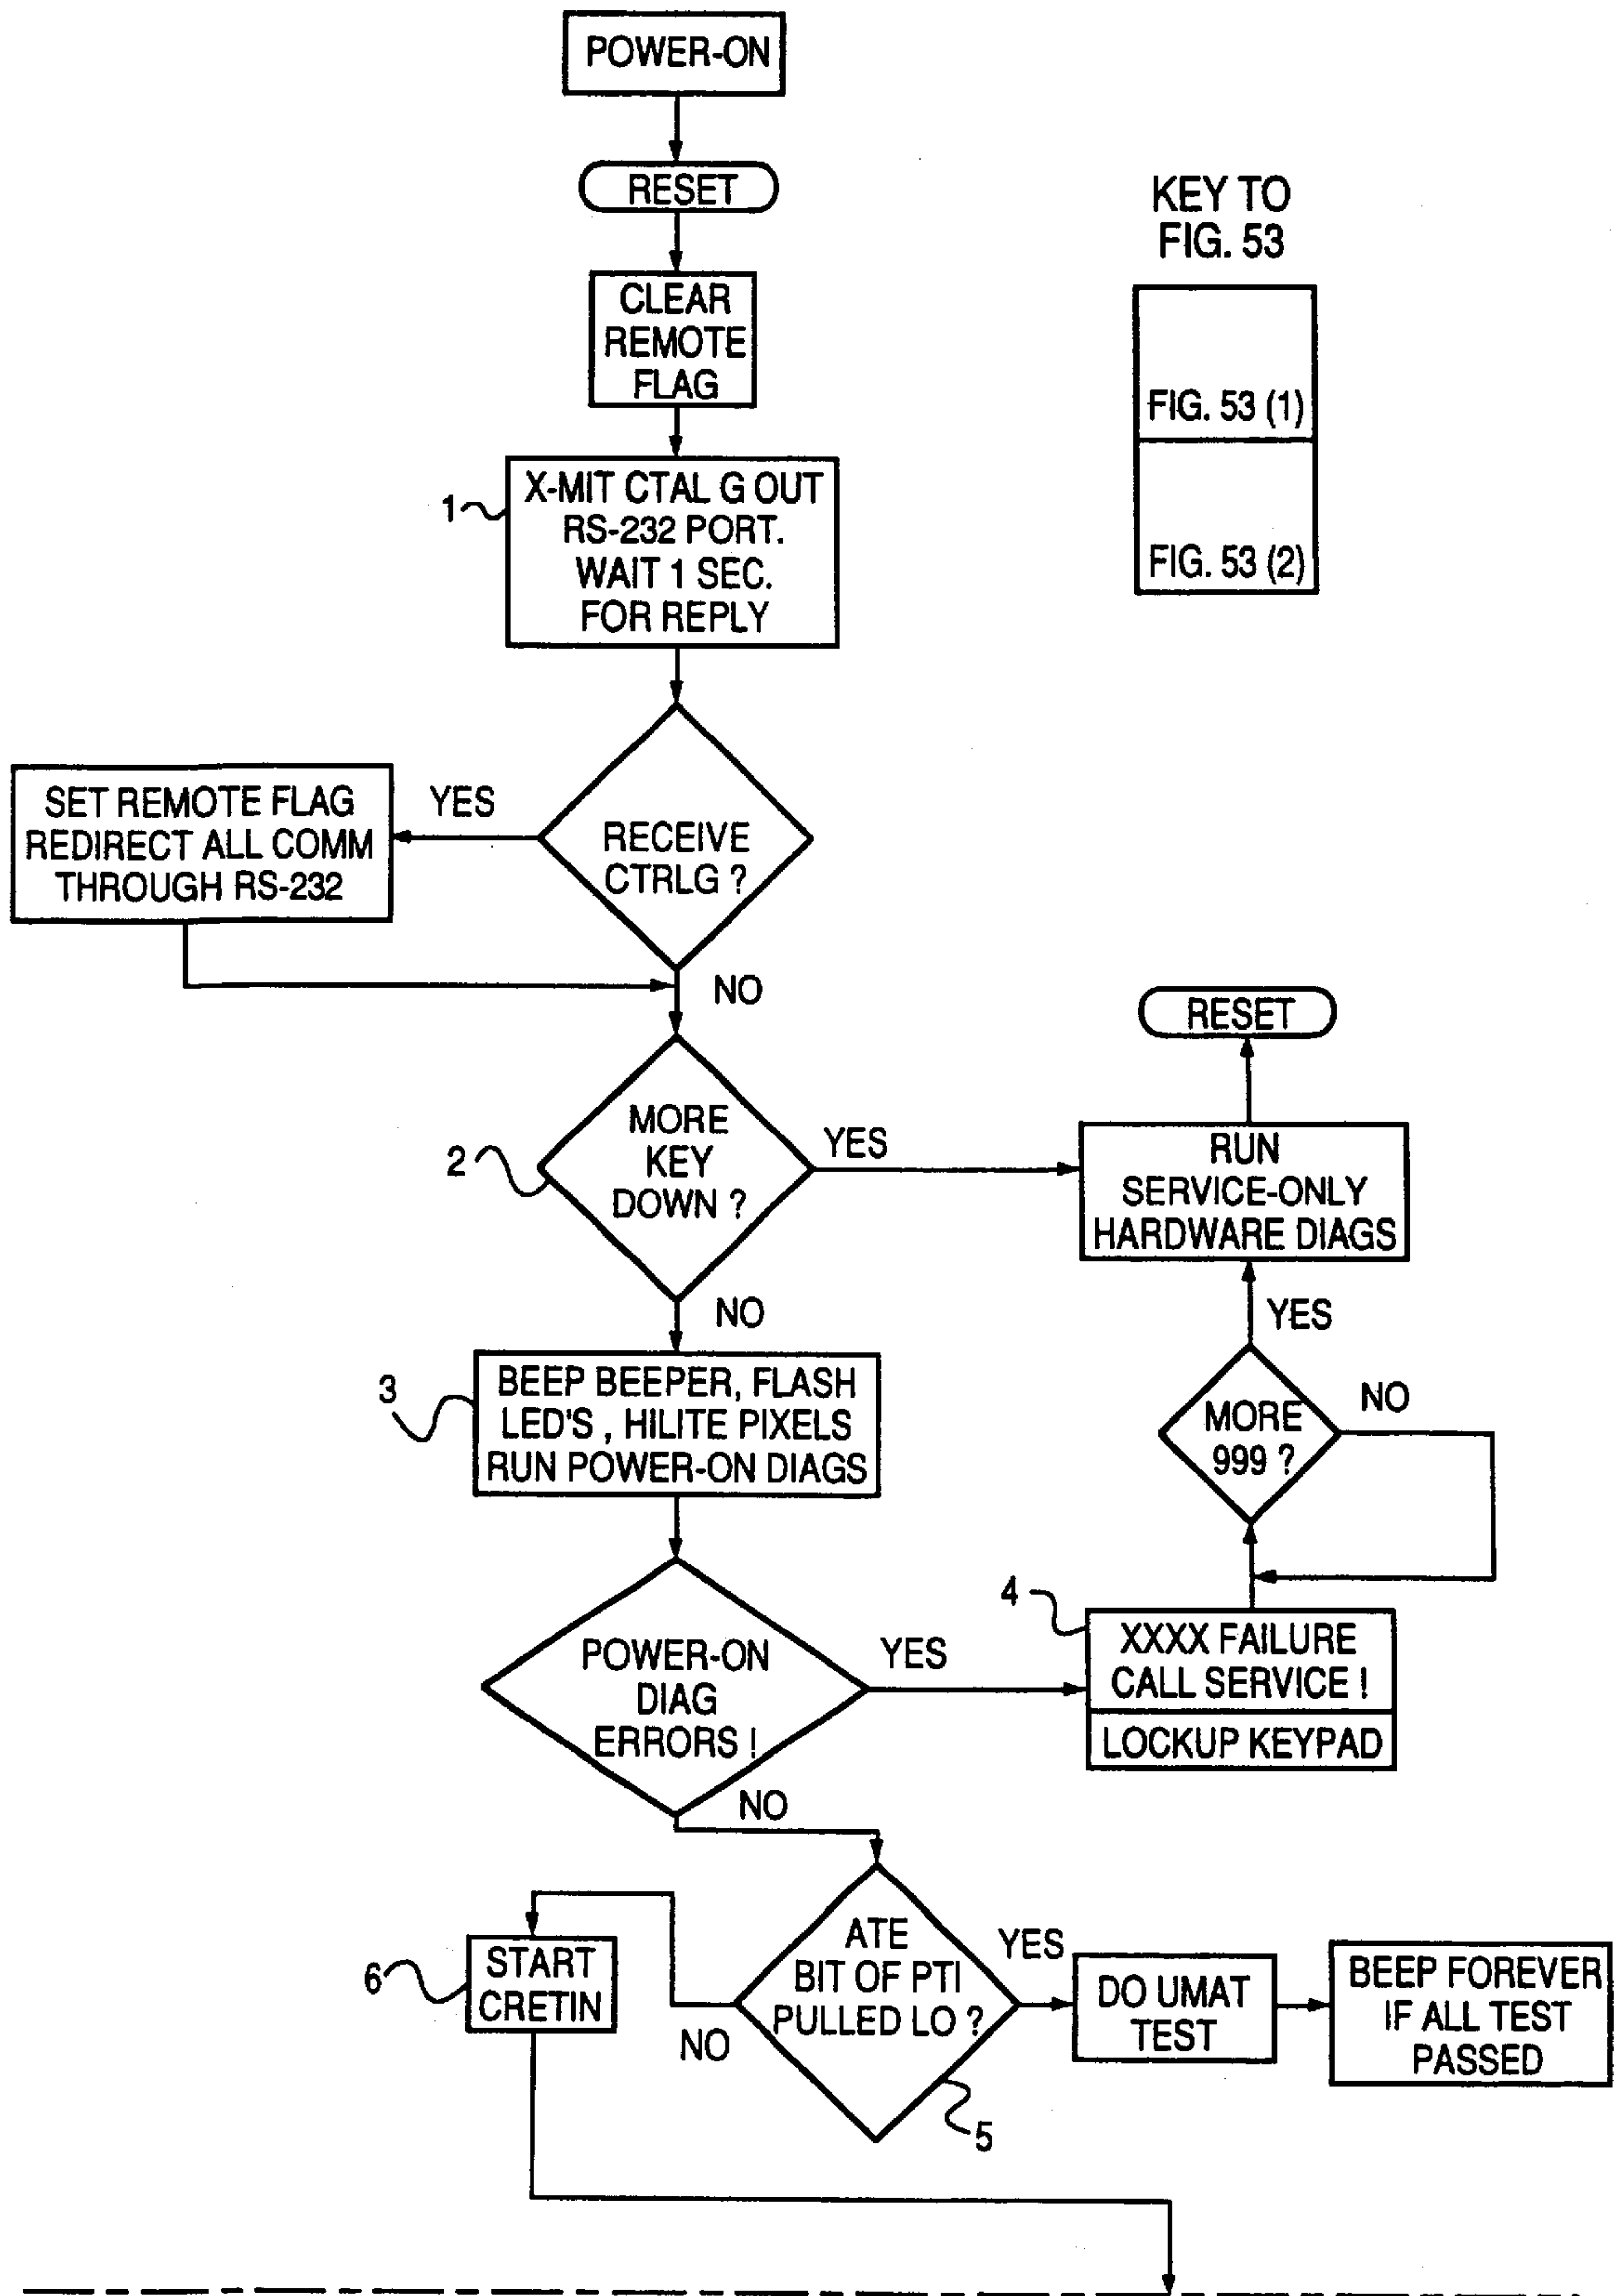 POWER-ON
RESET
KEY TO
FIG. 53
CLEAR
REMOTE
FLAG
FIG. 53 (1)
FIG. 53 (2)
1
X-MIT CTAL G OUT
RS-232 PORT.
WAIT 1 SEC.
FOR REPLY
SET REMOTE FLAG
REDIRECT ALL COMM
THROUGH RS-232
YES
RECEIVE
CTRLG ?
NO
RESET
2
MORE
KEY
DOWN ?
YES
RUN
SERVICE-ONLY
HARDWARE DIAGS
NO
YES
3
BEEP BEEPER, FLASH
LED'S , HILITE PIXELS
RUN POWER-ON DIAGS
MORE
999 ?
NO
POWER-ON
DIAG
ERRORS !
YES
4
XXXX FAILURE
CALL SERVICE !
LOCKUP KEYPAD
NO
6
START
CRETIN
ATE
BIT OF PTI
PULLED LO ?
NO
YES
5
DO UMAT
TEST
BEEP FOREVER
IF ALL TEST
PASSED